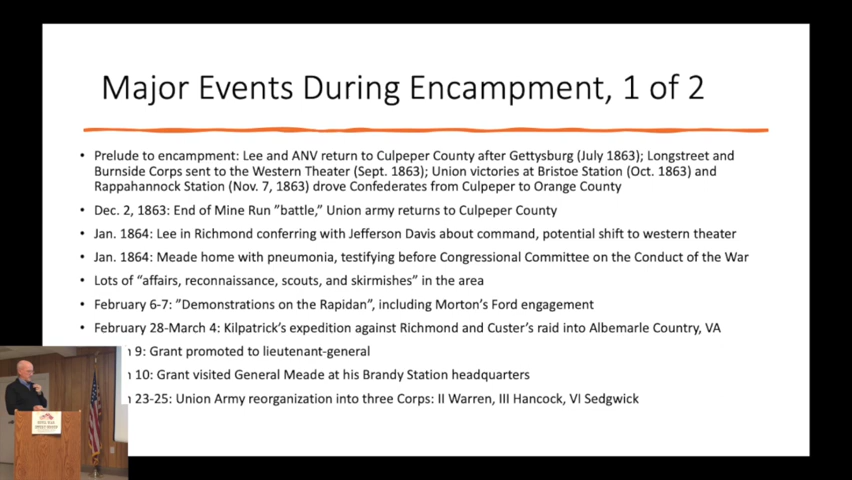 Major Events During Encampment, 1 of 2
• Prelude to encampment: Lee and ANV return to Culpeper County after Gettysburg (July 1863); Longstreet and
Burnside Corps sent to the Western Theater (Sept. 1863); Union victories at Bristoe Station (Oct. 1863) and
Rappahannock Station (Nov. 7, 1863) drove Confederates from Culpeper to Orange County
• Dec. 2, 1863: End of Mine Run ”battle,” Union army returns to Culpeper County
• Jan. 1864: Lee in Richmond conferring with Jefferson Davis about command, potential shift to western theater
• Jan. 1864: Meade home with pneumonia, testifying before Congressional Committee on the Conduct of the War
• Lots of “affairs, reconnaissance, scouts, and skirmishes” in the area
• February 6-7: ”Demonstrations on the Rapidan”, including Morton’s Ford engagement
• February 28-March 4: Kilpatrick’s expedition against Richmond and Custer’s raid into Albemarle Country, VA
9: Grant promoted to lieutenant-general
10: Grant visited General Meade at his Brandy Station headquarters
23-25: Union Army reorganization into three Corps: II Warren, III Hancock, VI Sedgwick